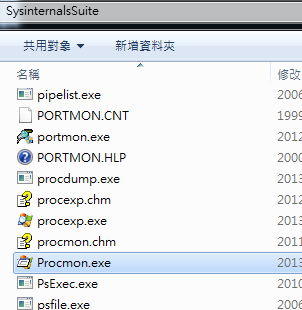 SysinternalsSuite
共用對象 新增資料夾
名稱 修改
pipelist.exe 2006
PORTMON.CNT 1999
portmon.exe 2012
PORTMON.HLP 2000
procdump.exe 2013
procexp.chm 2012
procexp.exe 2013
procmon.chm 2011
Procmon.exe 2013
PsExec.exe 2010
psfile.exe 2006